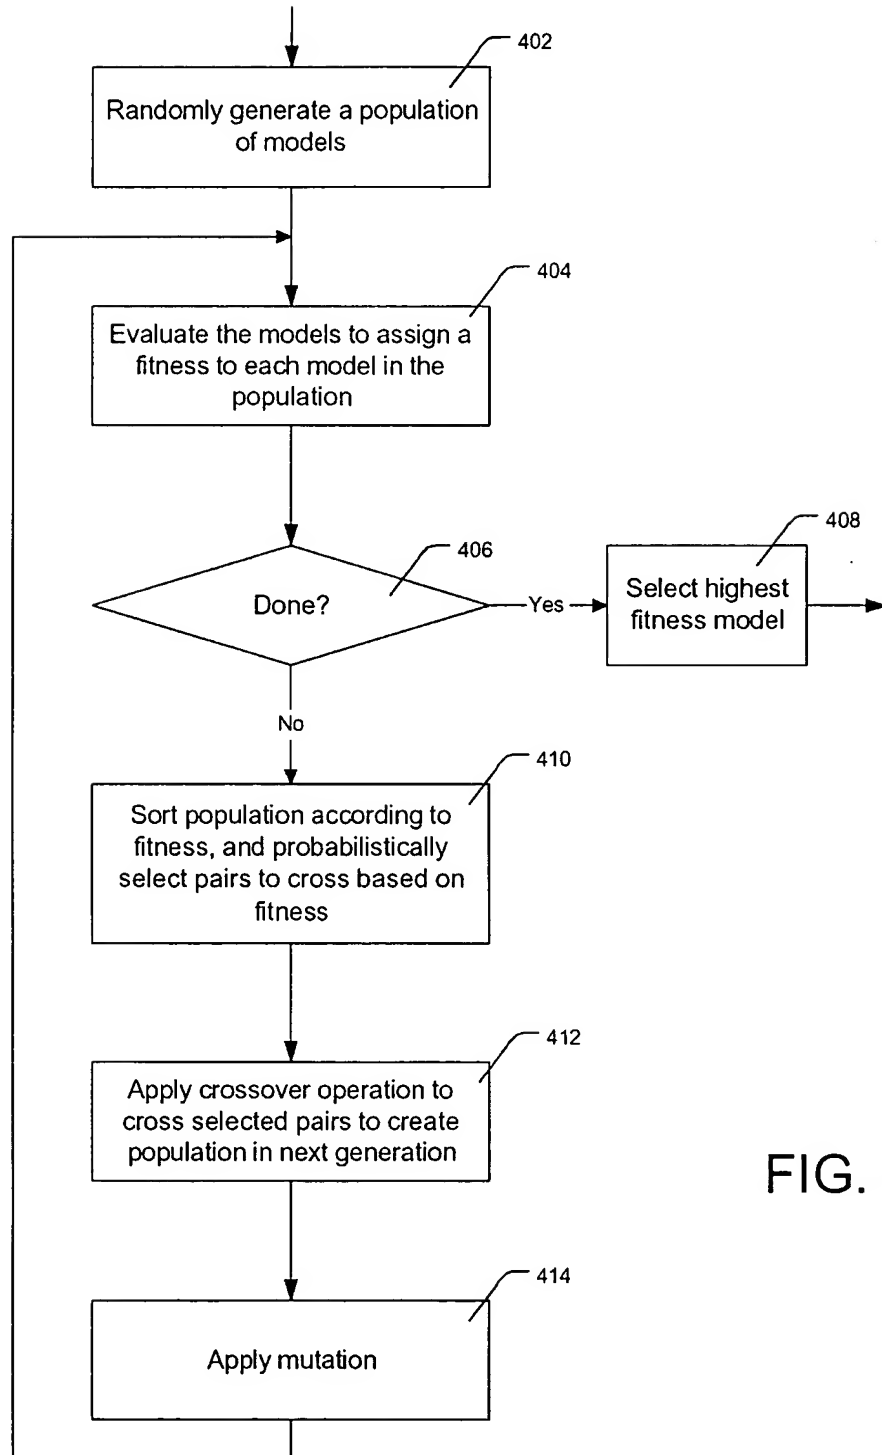 402
Randomly generate a population
of models
404
Evaluate the models to assign a
fitness to each model in the
population
406
Done?
Yes
408
Select highest
fitness model
No
410
Sort population according to
fitness, and probabilistically
select pairs to cross based on
fitness
412
Apply crossover operation to
cross selected pairs to create
population in next generation
FIG.
414
Apply mutation